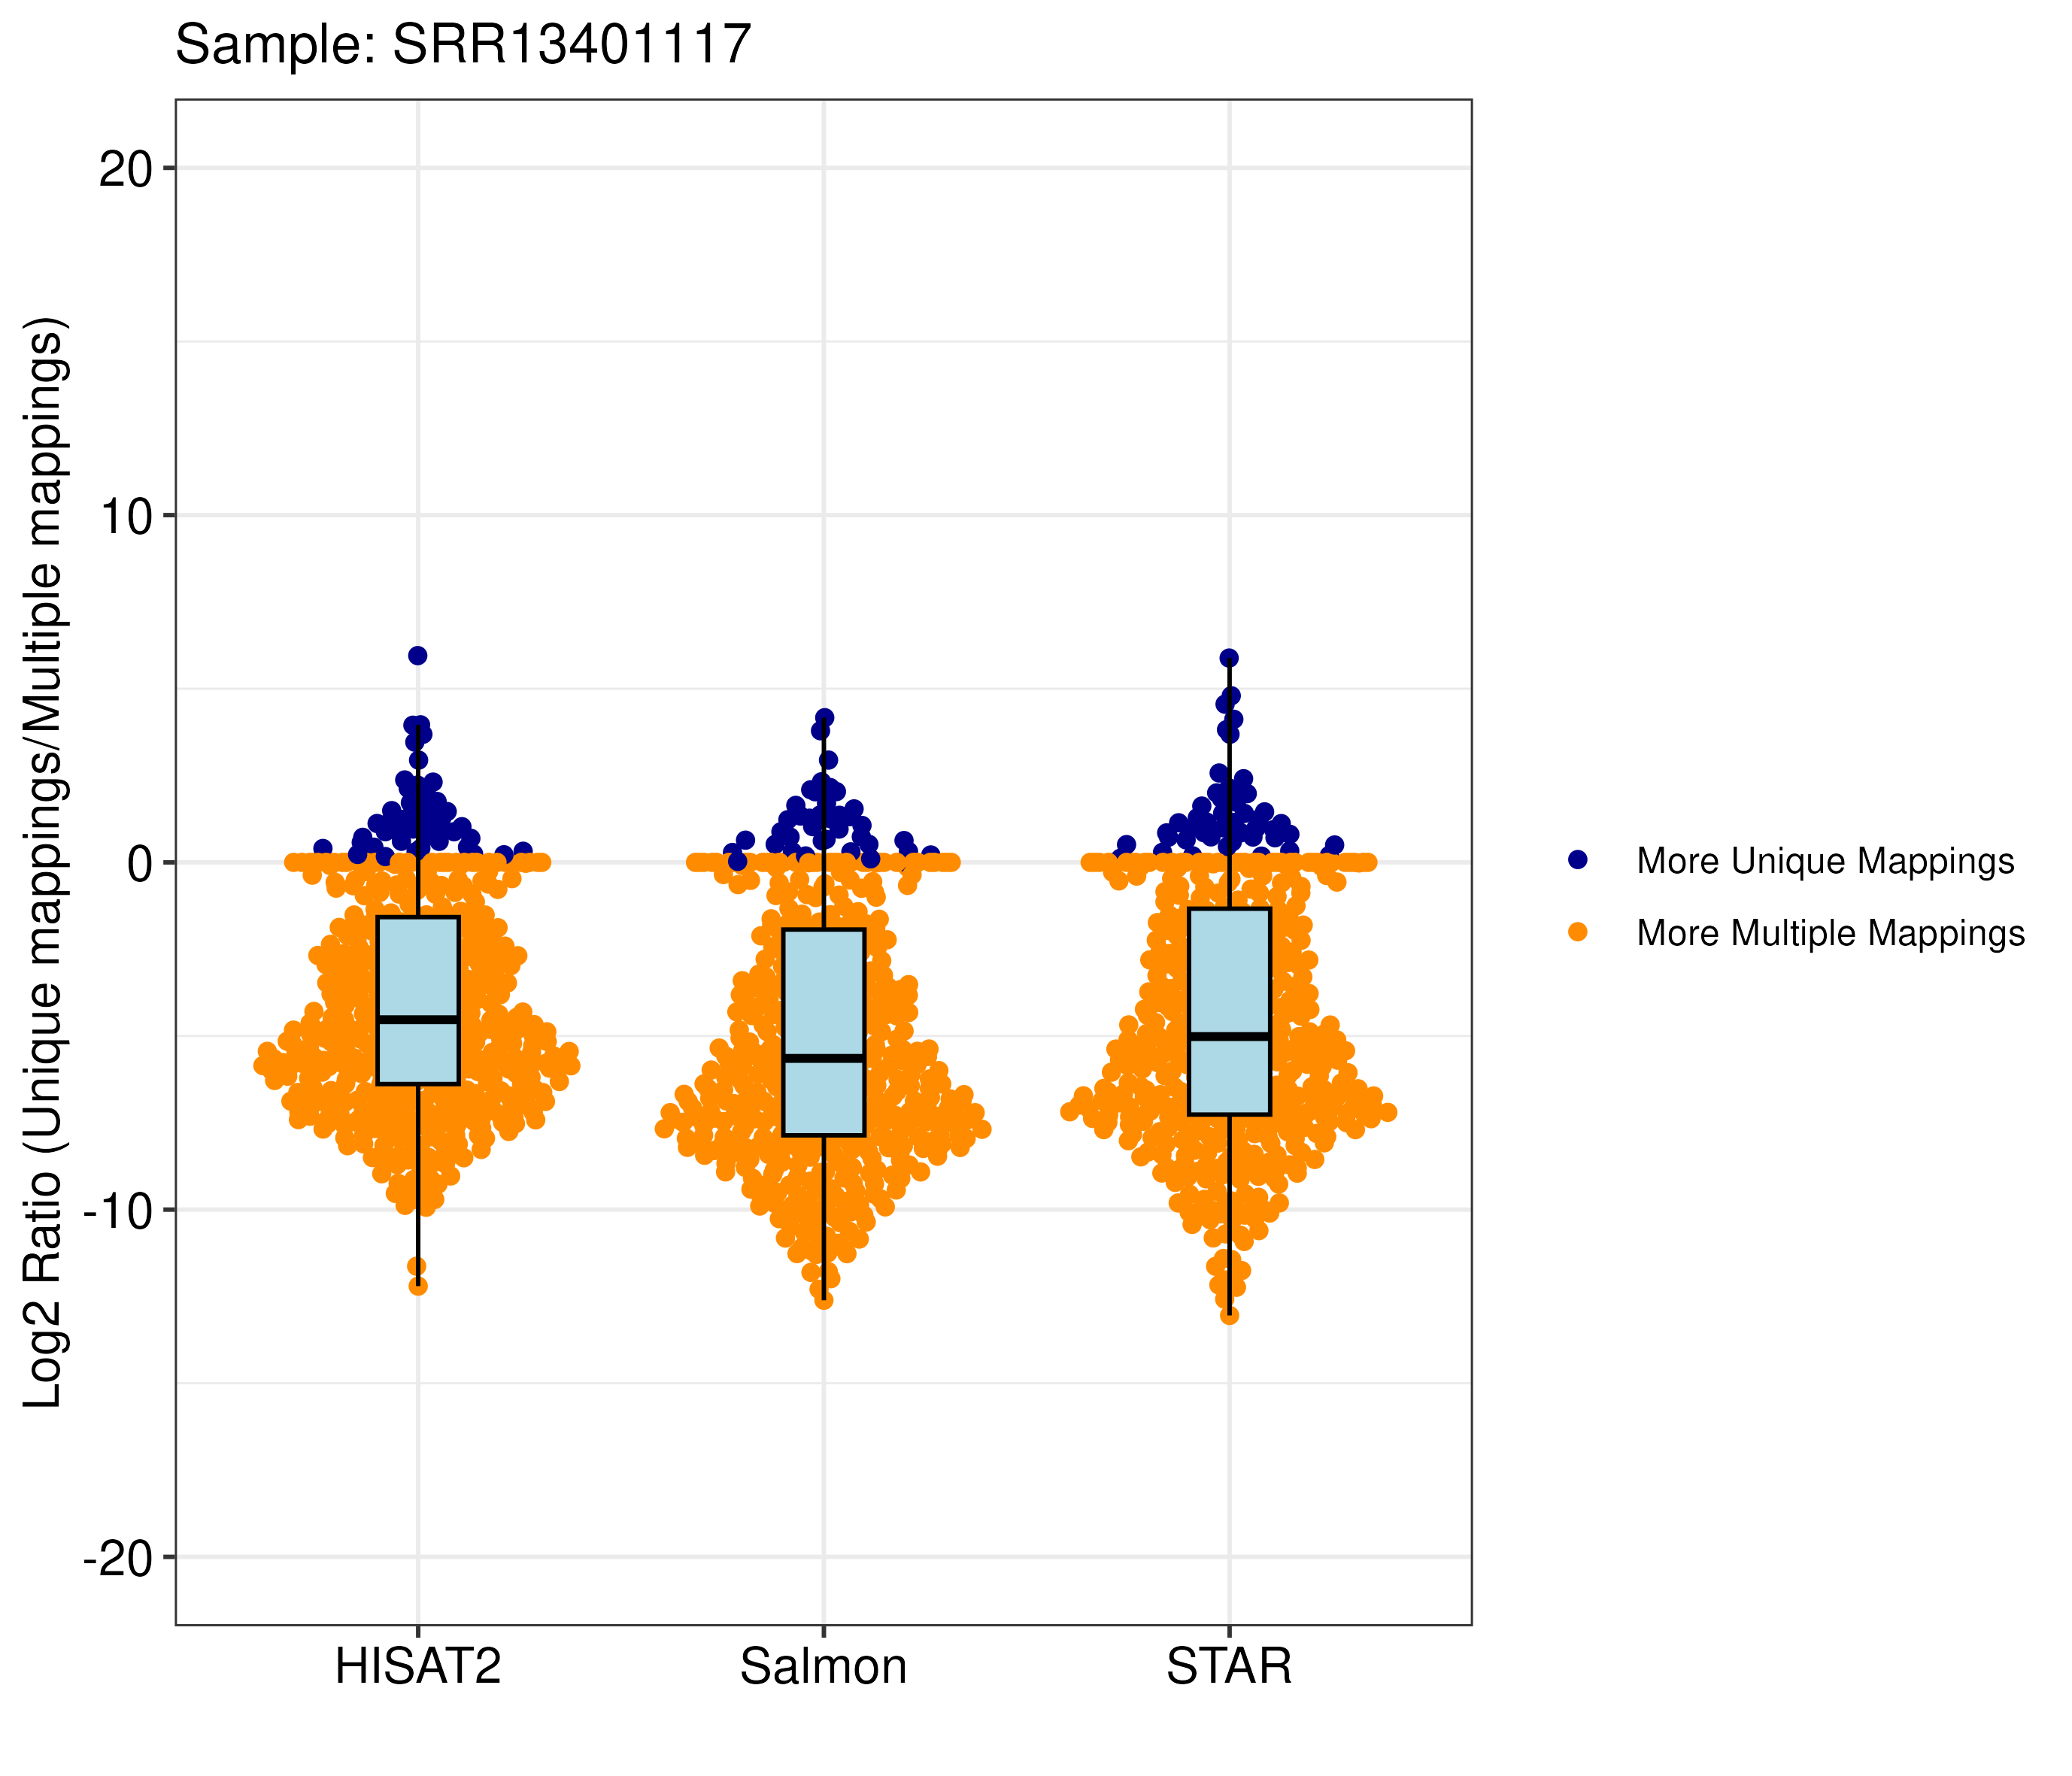 Sample: SRR13401117
Log2 Ratio (Unique mappings/Multiple mappings)
20
10
0
-10
-20
HISAT2
Salmon
STAR
More Unique Mappings
More Multiple Mappings